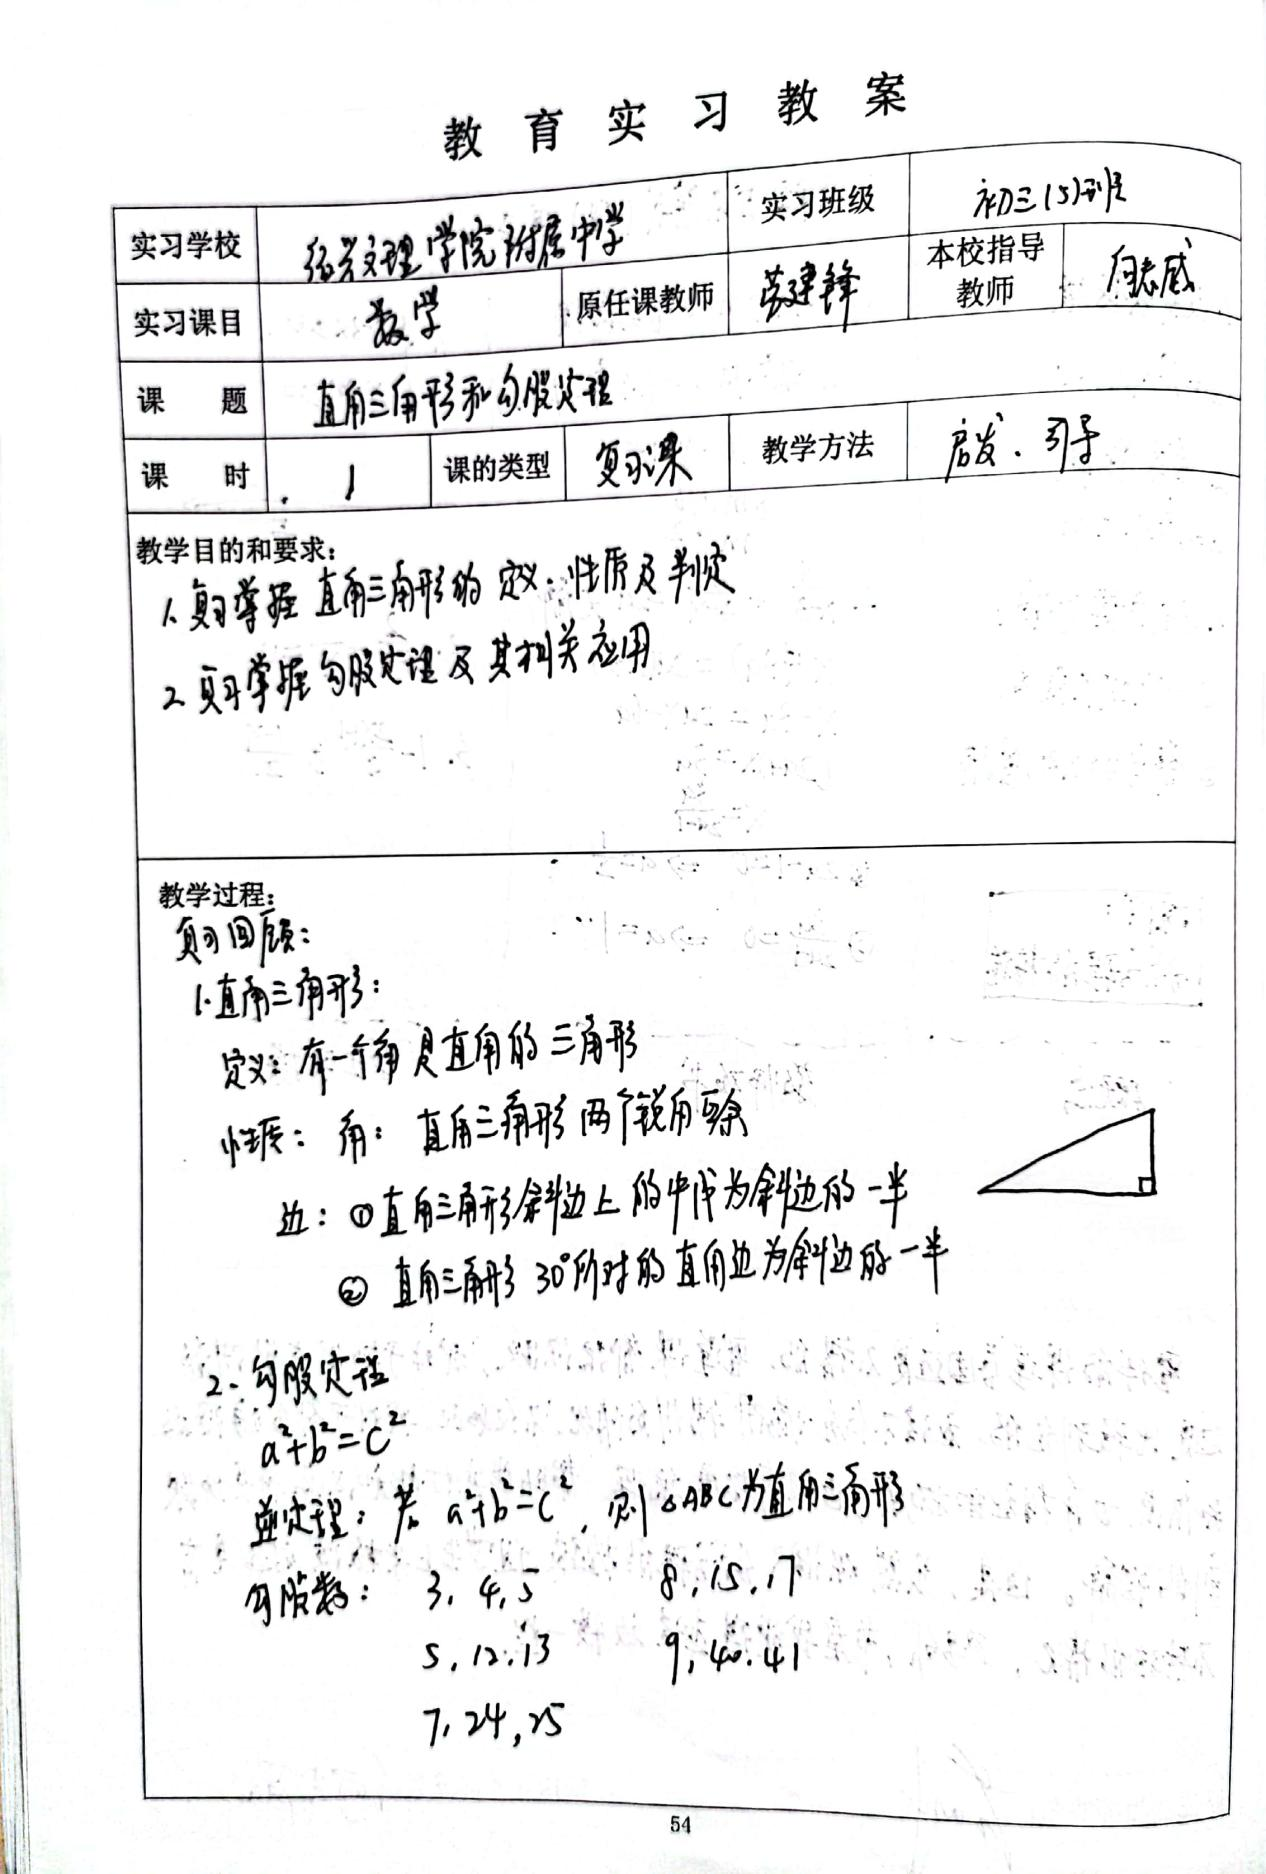 教育实习教案
实习学校 绍兴文理学院附属中学 实习班级 初三(5)班
实习课目 数学 原任课教师 建锋 本校指导教师 志威
课题 直角三角形和勾股定理
课时 1 课的类型 复习课 教学方法 启发、引导
教学目的和要求:
1. 复习掌握直角三角形的定义、性质及判定
2. 复习掌握勾股定理及其相关应用
教学过程:
复习回顾:
1. 直角三角形:
定义: 有一个角是直角的三角形
性质: 角: 直角三角形两个锐角互余
边: ①直角三角形斜边上的中线为斜边的一半
② 直角三角形30°所对的直角边为斜边的一半
2. 勾股定理
a²+b²=c²
逆定理: 若 a²+b²=c², 则△ABC为直角三角形
勾股数: 3, 4, 5 8, 15, 17
5, 12, 13 9, 40, 41
7, 24, 25
54